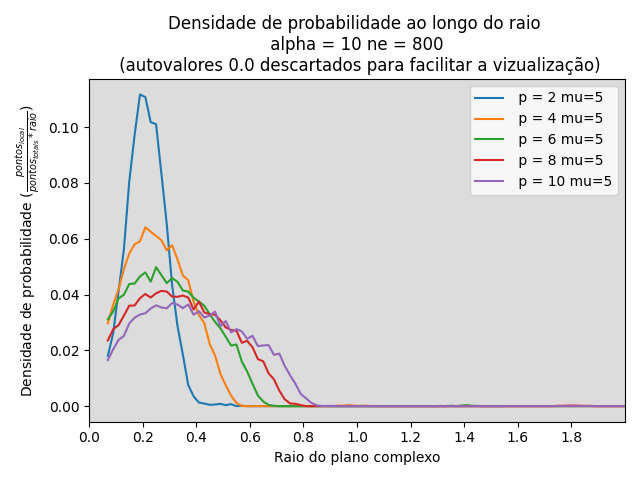 Densidade de probabilidade ao longo do raio
alpha = 10 ne = 800
(autovalores 0.0 descartados para facilitar a vizualização)
Densidade de probabilidade (pontos_local / pontos_totais * raio)
p = 2 mu=5
p = 4 mu=5
p = 6 mu=5
p = 8 mu=5
p = 10 mu=5
0.10
0.08
0.06
0.04
0.02
0.00
0.0 0.2 0.4 0.6 0.8 1.0 1.2 1.4 1.6 1.8
Raio do plano complexo